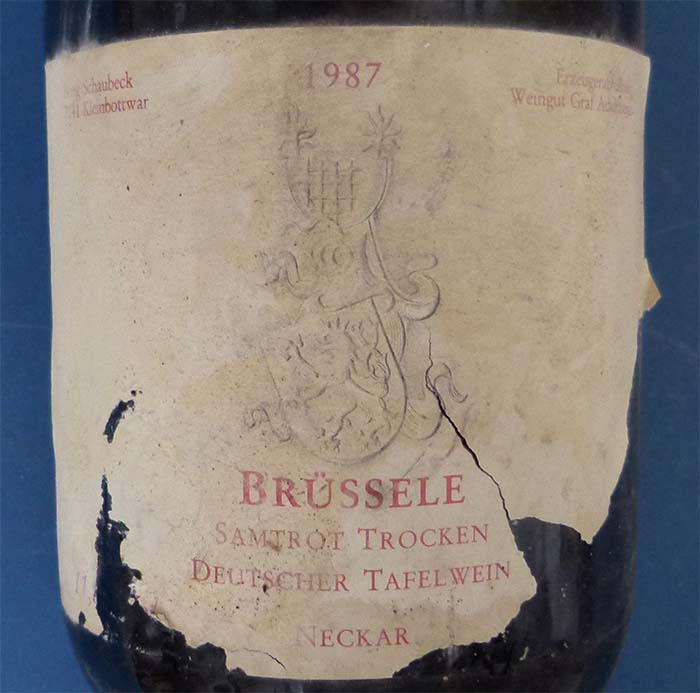 Schaubeck
Kleinbottwar
1987
Weingut Graf
BRÜSSELE
SAMTROT TROCKEN
DEUTSCHER TAFELWEIN
NECKAR